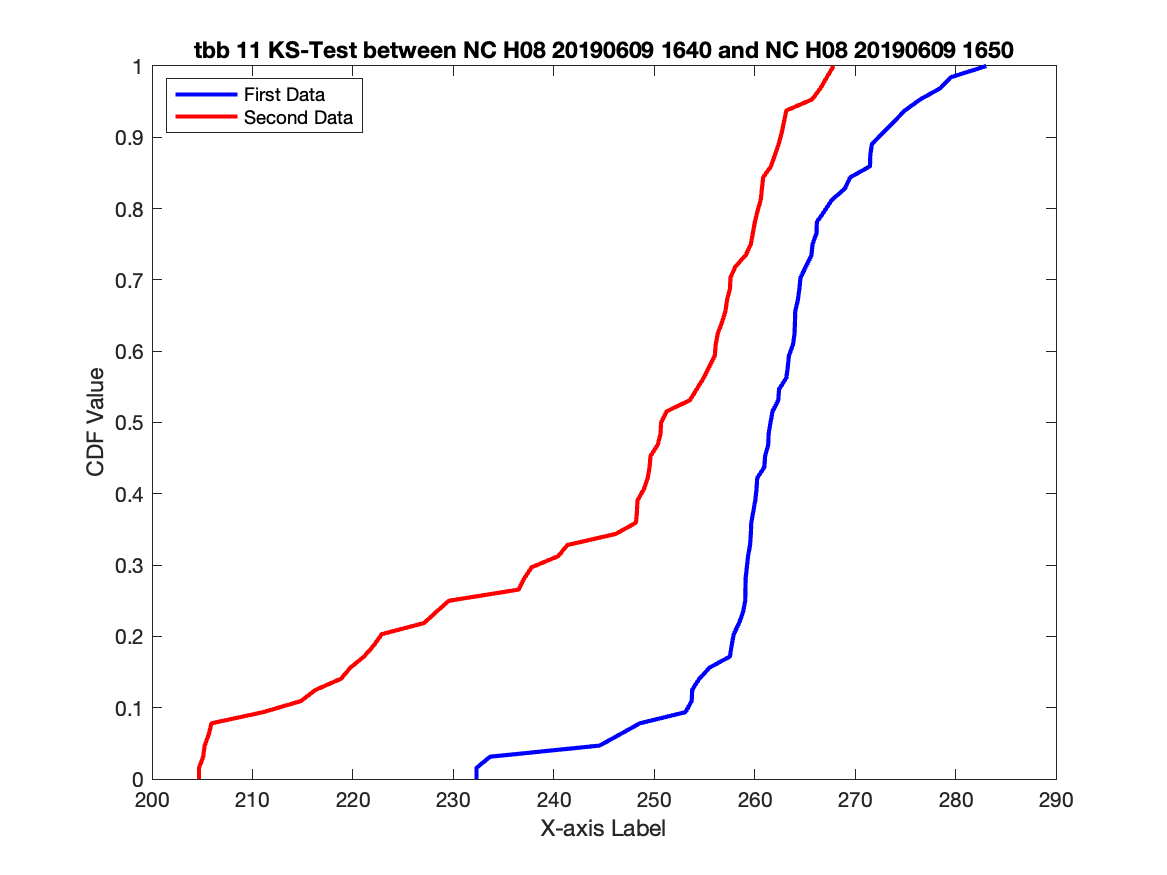 tbb 11 KS-Test between NC H08 20190609 1640 and NC H08 20190609 1650
First Data
Second Data
1
0.9
0.8
0.7
0.6
0.5
0.4
0.3
0.2
0.1
0
CDF Value
200 210 220 230 240 250 260 270 280 290
X-axis Label